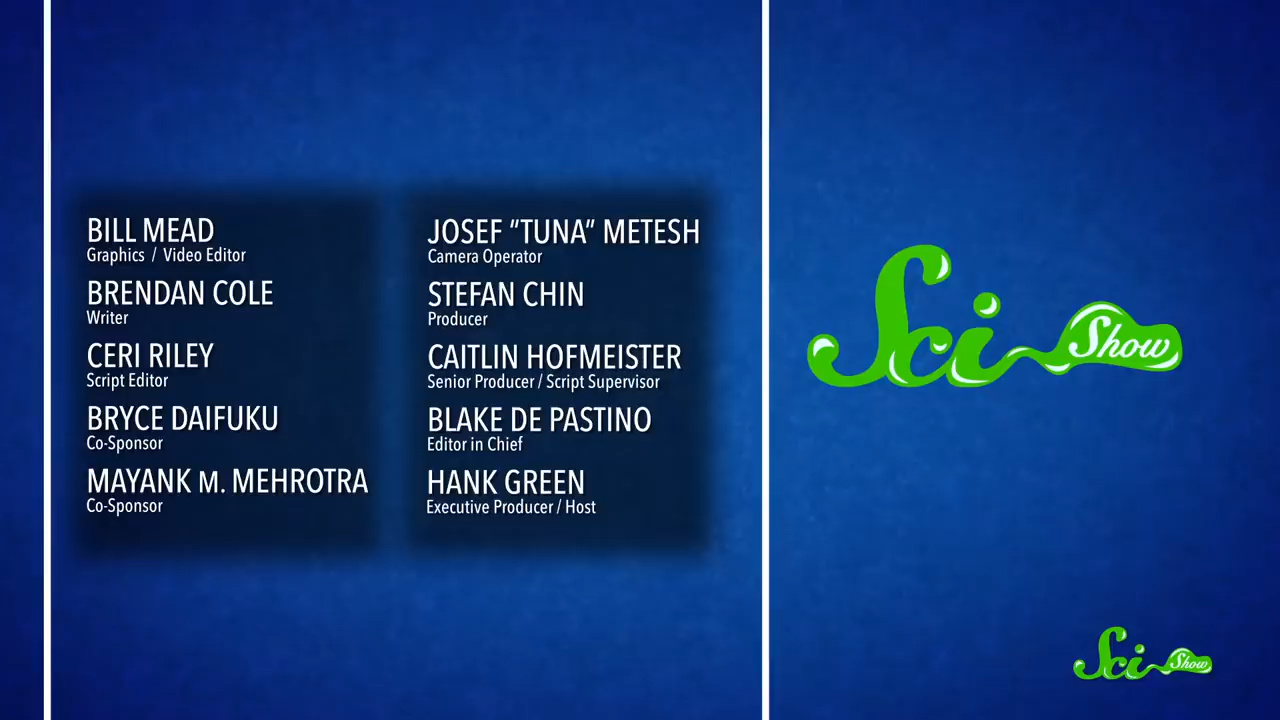 BILL MEAD
Graphics / Video Editor
BRENDAN COLE
Writer
CERI RILEY
Script Editor
BRYCE DAIFUKU
Co-Sponsor
MAYANK M. MEHROTRA
Co-Sponsor
JOSEF “TUNA” METESH
Camera Operator
STEFAN CHIN
Producer
CAITLIN HOFMEISTER
Senior Producer / Script Supervisor
BLAKE DE PASTINO
Editor in Chief
HANK GREEN
Executive Producer / Host
Sci Show
Sci Show